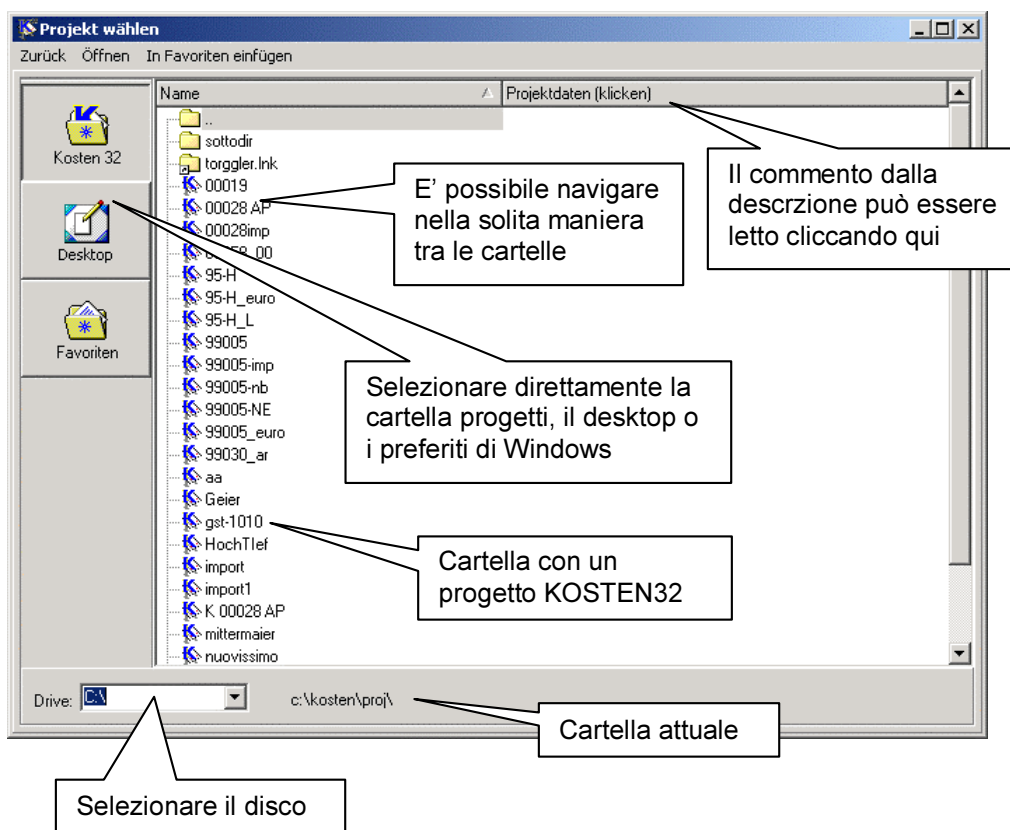 Projekt wählen
Zurück Öffnen In Favoriten einfügen
Name
Projektdaten (klicken)
Kosten 32
Desktop
Favoriten
..
sottodir
torggler.lnk
00019
00028 AP
00028imp
_00
95-H
95-H_euro
95-H_L
99005
99005-imp
99005-nb
99005-NE
99005_euro
99030_ar
aa
Geier
gst-1010
HochTIef
import
import1
K 00028 AP
mittermaier
nuovissimo
E' possibile navigare
nella solita maniera
tra le cartelle
Il commento dalla
descrzione può essere
letto cliccando qui
Selezionare direttamente la
cartella progetti, il desktop o
i preferiti di Windows
Cartella con un
progetto KOSTEN32
Drive: C:\
c:\kosten\proj\
Cartella attuale
Selezionare il disco